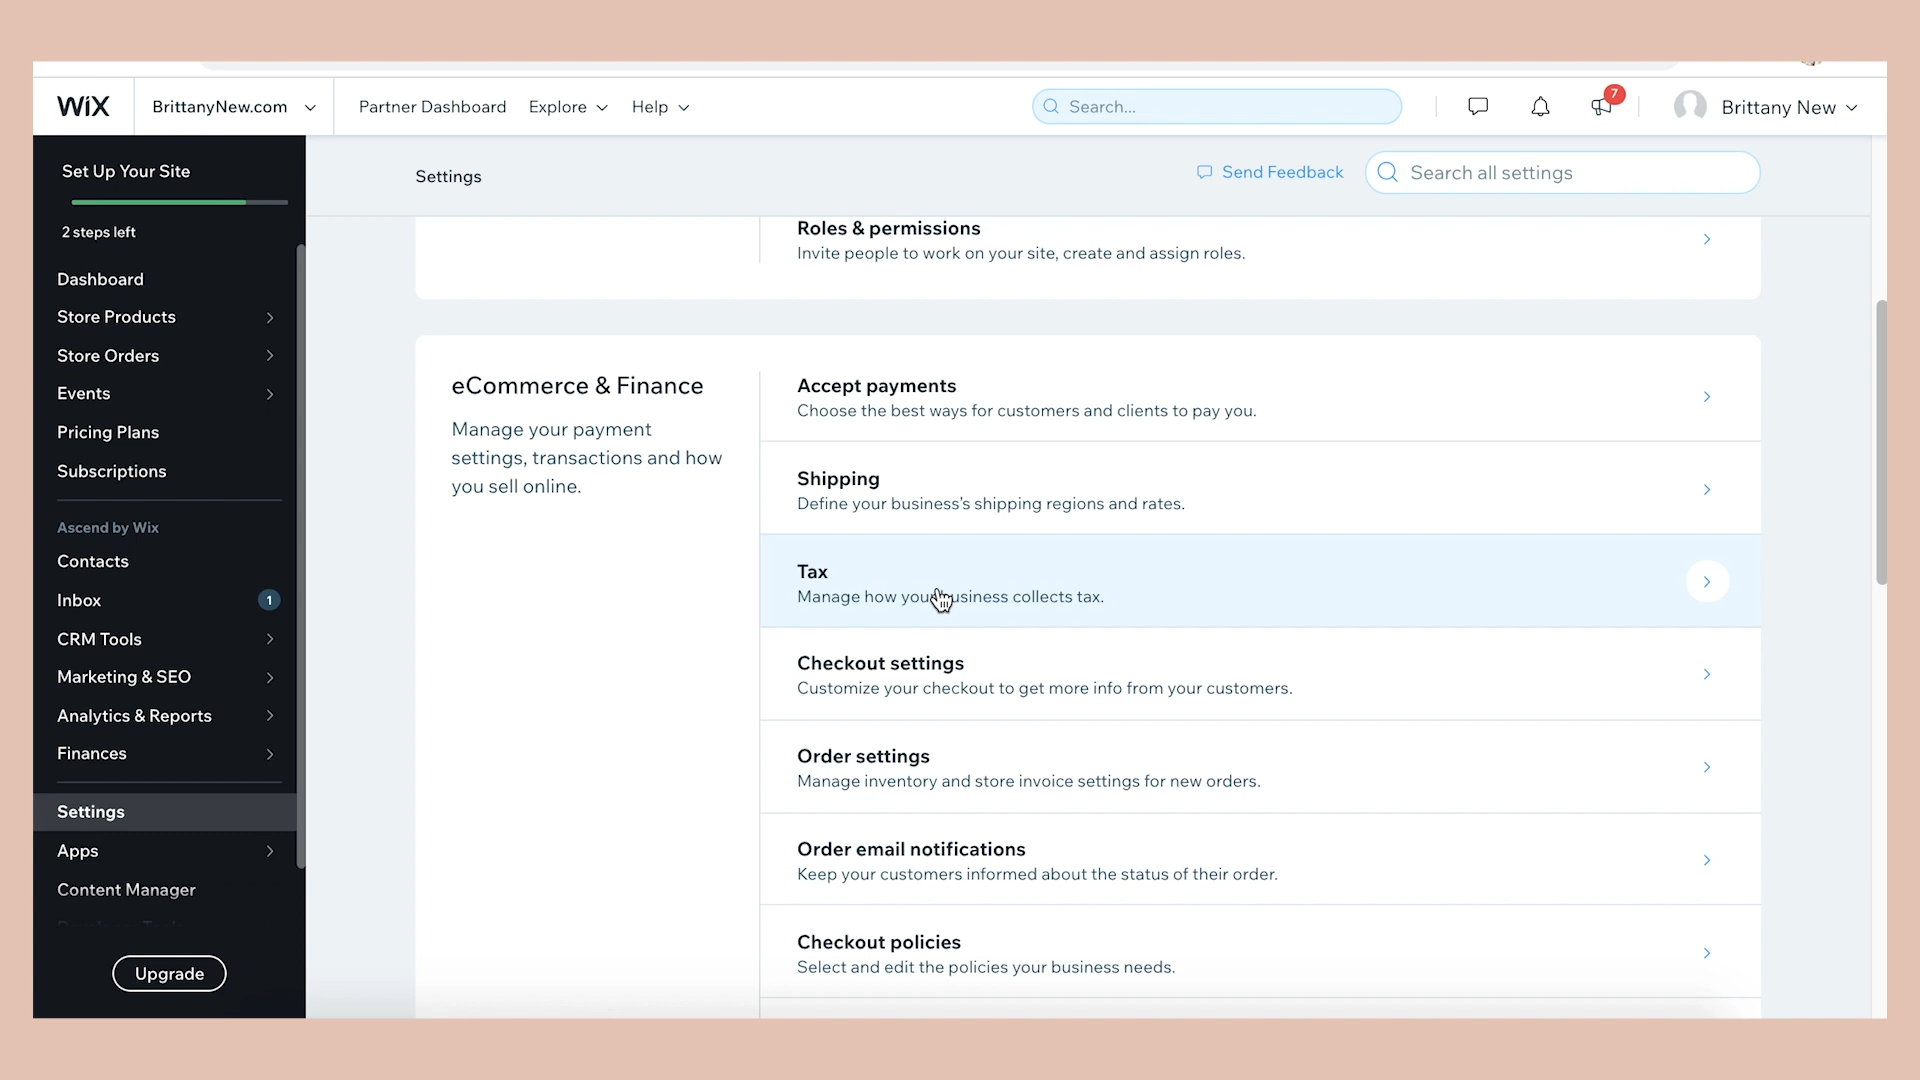 WiX
BrittanyNew.com
Partner Dashboard
Explore
Help
Search...
7
Brittany New
Set Up Your Site
2 steps left
Dashboard
Store Products
Store Orders
Events
Pricing Plans
Subscriptions
Ascend by Wix
Contacts
Inbox
1
CRM Tools
Marketing & SEO
Analytics & Reports
Finances
Settings
Apps
Content Manager
Upgrade
Settings
Send Feedback
Search all settings
Roles & permissions
Invite people to work on your site, create and assign roles.
eCommerce & Finance
Manage your payment
settings, transactions and how
you sell online.
Accept payments
Choose the best ways for customers and clients to pay you.
Shipping
Define your business's shipping regions and rates.
Tax
Manage how your business collects tax.
Checkout settings
Customize your checkout to get more info from your customers.
Order settings
Manage inventory and store invoice settings for new orders.
Order email notifications
Keep your customers informed about the status of their order.
Checkout policies
Select and edit the policies your business needs.